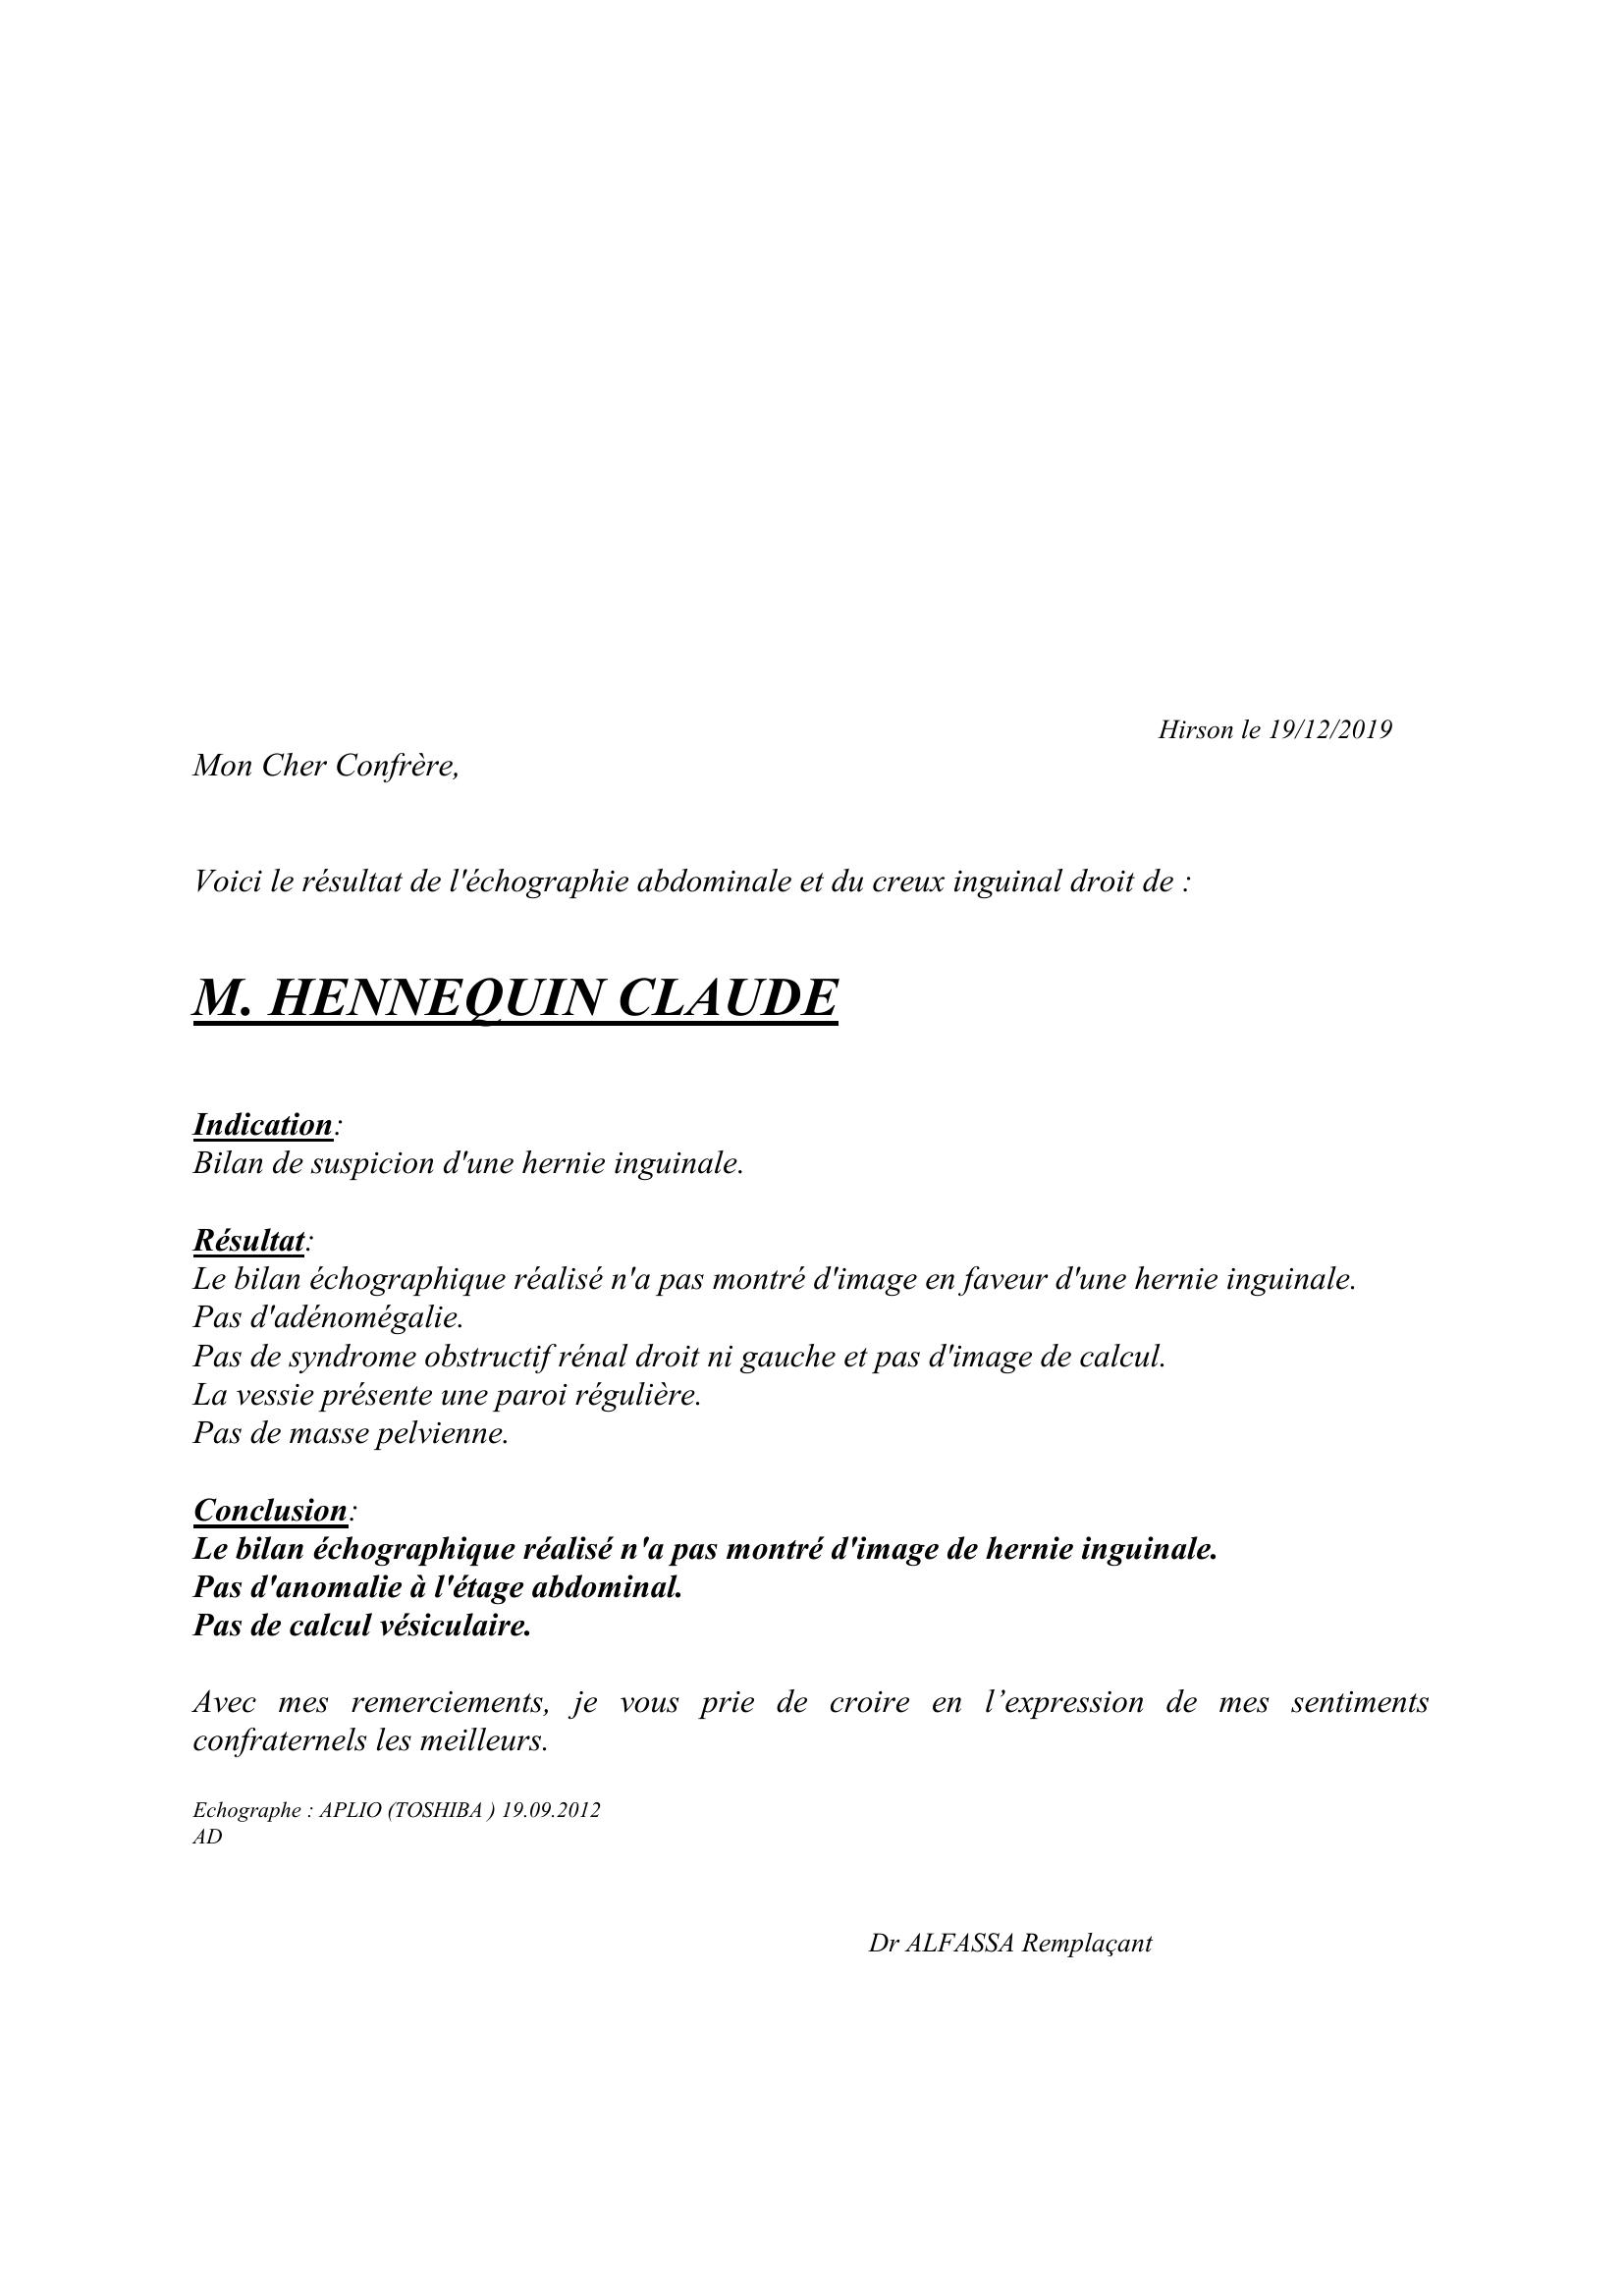 Hirson le 19/12/2019
Mon Cher Confrère,
Voici le résultat de l'échographie abdominale et du creux inguinal droit de :
M. HENNEQUIN CLAUDE
Indication:
Bilan de suspicion d'une hernie inguinale.
Résultat:
Le bilan échographique réalisé n'a pas montré d'image en faveur d'une hernie inguinale.
Pas d'adénomégalie.
Pas de syndrome obstructif rénal droit ni gauche et pas d'image de calcul.
La vessie présente une paroi régulière.
Pas de masse pelvienne.
Conclusion:
Le bilan échographique réalisé n'a pas montré d'image de hernie inguinale.
Pas d'anomalie à l'étage abdominal.
Pas de calcul vésiculaire.
Avec mes remerciements, je vous prie de croire en l’expression de mes sentiments
confraternels les meilleurs.
Echographe : APLIO (TOSHIBA ) 19.09.2012
AD
Dr ALFASSA Remplaçant